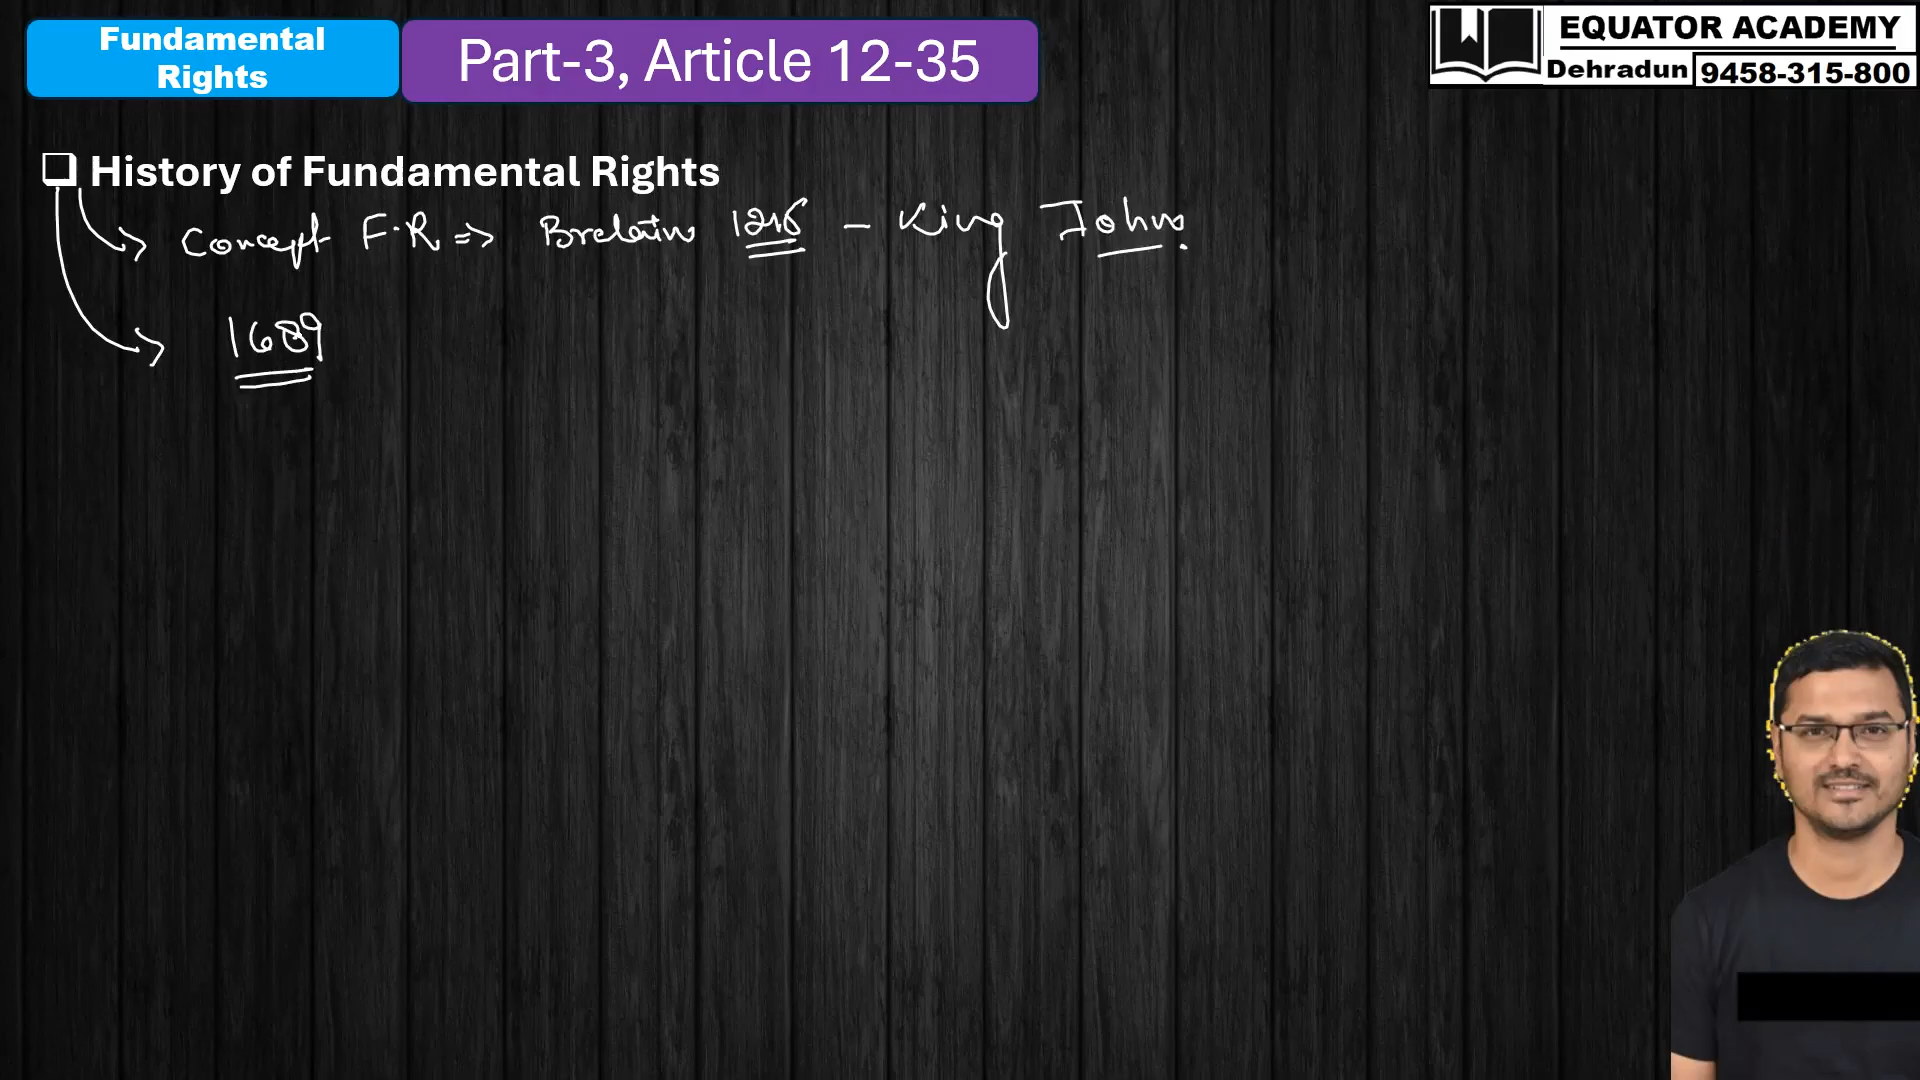 Fundamental
Rights
Part-3, Article 12-35
EQUATOR ACADEMY
Dehradun 9458-315-800
❑ History of Fundamental Rights
Concept F.R => 1215 - King John.
1689